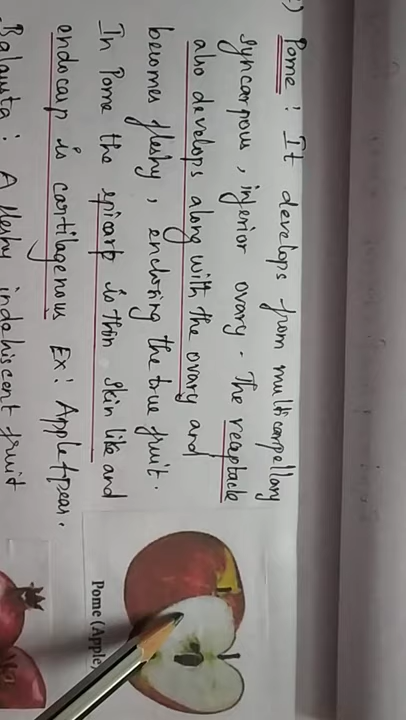 ) Pome : It develops from multicarpellary
syncarpous, inferior ovary. The receptacle
also develops along with the ovary and
becomes fleshy, enclosing the true fruit.
In Pome the epicarp is thin skin like and
endocarp is cartilagenous Ex: Apple, pear.
Balausta : A fleshy indehiscent fruit
Pome (Apple)